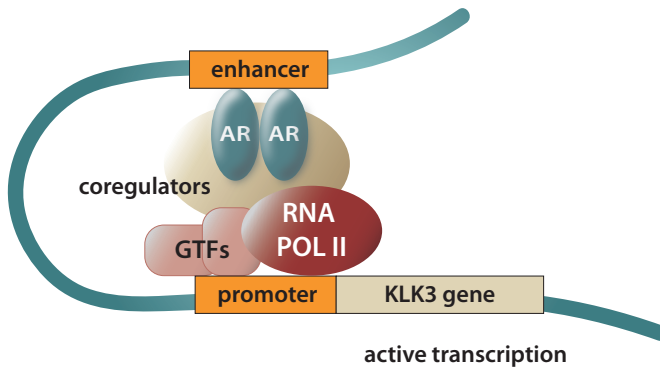 enhancer
AR AR
coregulators
RNA
POL II
GTFs
promoter KLK3 gene
active transcription